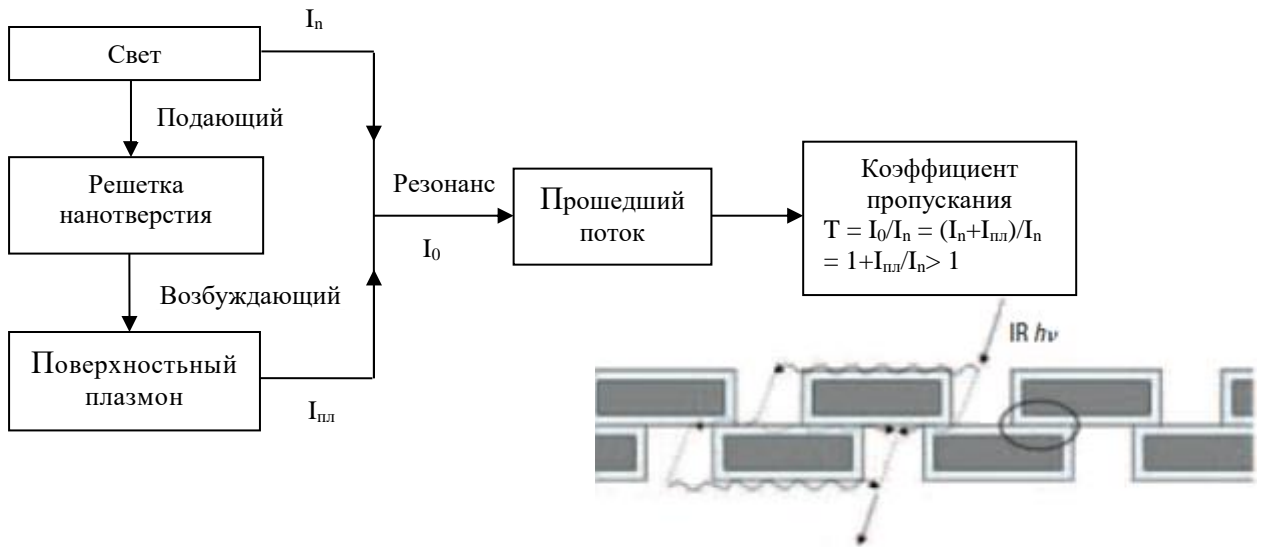 Iₙ
Свет
Подающий
Решетка
нанотверстия
Возбуждающий
Поверхностьный
плазмон
Iпл
Резонанс
I₀
Прошедший
поток
Коэффициент
пропускания
T = I₀/Iₙ = (Iₙ+Iпл)/Iₙ
= 1+Iпл/Iₙ> 1
IR hν